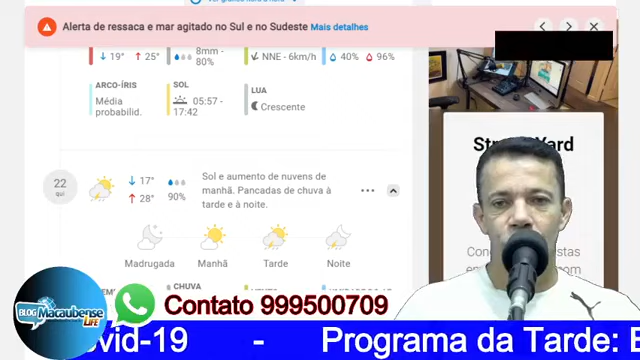 Alerta de ressaca e mar agitado no Sul e no Sudeste Mais detalhes
19° 25° 8mm - 80% NNE - 6km/h 40% 96%
ARCO-ÍRIS SOL LUA
Média probabilid. 05:57 - 17:42 Crescente
22 qui
17° 28° 90%
Sol e aumento de nuvens de
manhã. Pancadas de chuva à
tarde e à noite.
Madrugada Manhã Tarde Noite
CHUVA
BLOG Macaubense LIFE
Contato 999500709
ovid-19 - Programa da Tarde: E